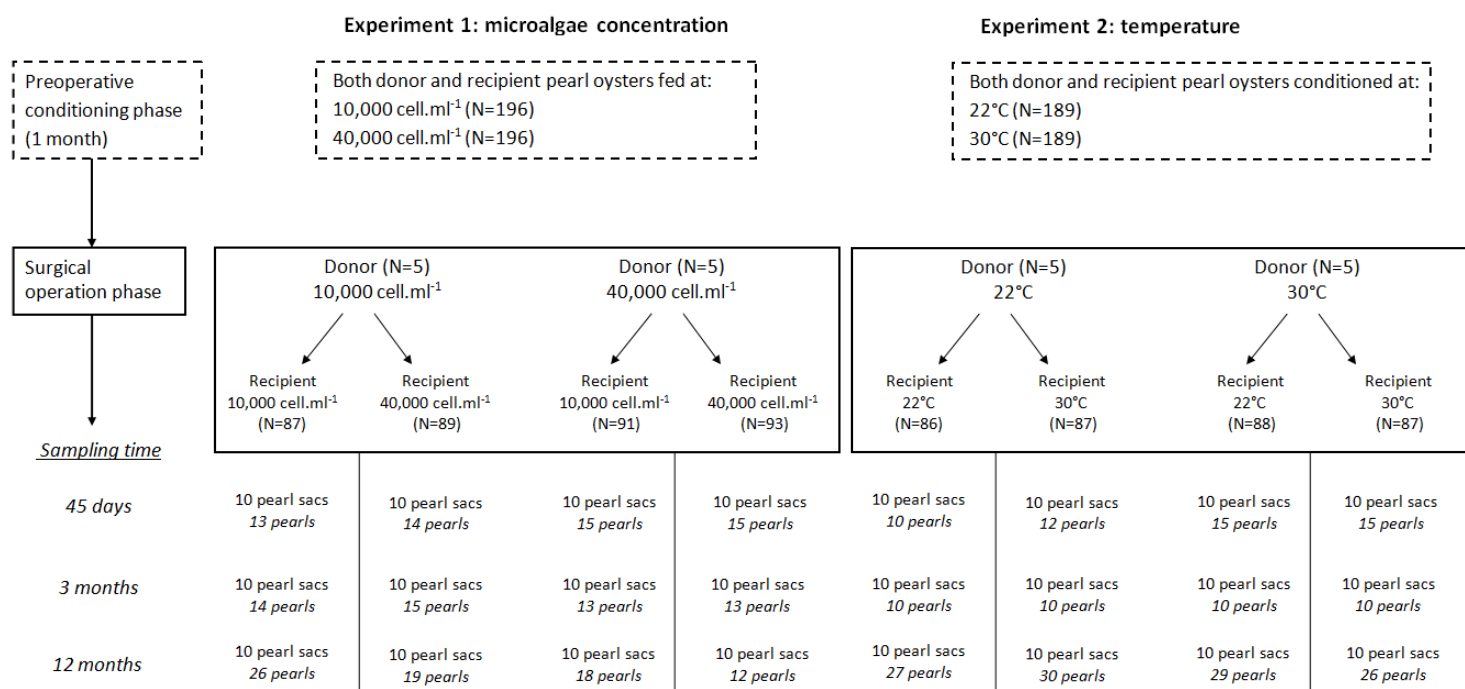 Experiment 1: microalgae concentration
Experiment 2: temperature
Preoperative
conditioning phase
(1 month)
Both donor and recipient pearl oysters fed at:
10,000 cell.ml⁻¹ (N=196)
40,000 cell.ml⁻¹ (N=196)
Both donor and recipient pearl oysters conditioned at:
22°C (N=189)
30°C (N=189)
Surgical
operation phase
Donor (N=5)
10,000 cell.ml⁻¹
Donor (N=5)
40,000 cell.ml⁻¹
Donor (N=5)
22°C
Donor (N=5)
30°C
Recipient
10,000 cell.ml⁻¹
(N=87)
Recipient
40,000 cell.ml⁻¹
(N=89)
Recipient
10,000 cell.ml⁻¹
(N=91)
Recipient
40,000 cell.ml⁻¹
(N=93)
Recipient
22°C
(N=86)
Recipient
30°C
(N=87)
Recipient
22°C
(N=88)
Recipient
30°C
(N=87)
Sampling time
45 days
10 pearl sacs
13 pearls
10 pearl sacs
14 pearls
10 pearl sacs
15 pearls
10 pearl sacs
15 pearls
10 pearl sacs
10 pearls
10 pearl sacs
12 pearls
10 pearl sacs
15 pearls
10 pearl sacs
15 pearls
3 months
10 pearl sacs
14 pearls
10 pearl sacs
15 pearls
10 pearl sacs
13 pearls
10 pearl sacs
13 pearls
10 pearl sacs
10 pearls
10 pearl sacs
10 pearls
10 pearl sacs
10 pearls
10 pearl sacs
10 pearls
12 months
10 pearl sacs
26 pearls
10 pearl sacs
19 pearls
10 pearl sacs
18 pearls
10 pearl sacs
12 pearls
10 pearl sacs
27 pearls
10 pearl sacs
30 pearls
10 pearl sacs
29 pearls
10 pearl sacs
26 pearls